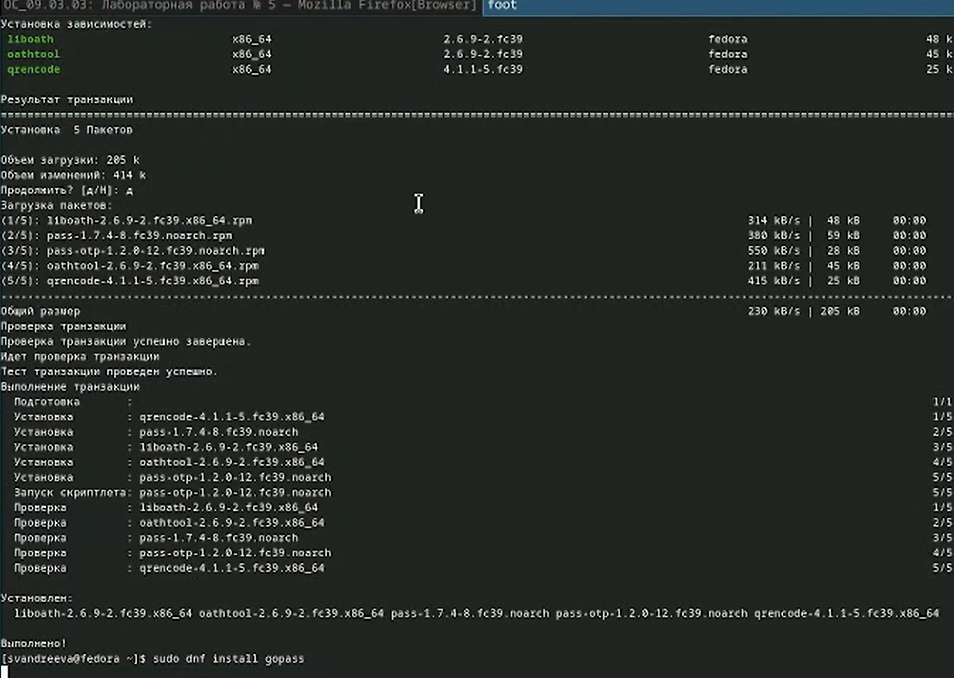 ОС_09.03.03: Лабораторная работа № 5 — Mozilla Firefox[Browser] foot
Установка зависимостей:
liboath x86_64 2.6.9-2.fc39 fedora 48 k
oathtool x86_64 2.6.9-2.fc39 fedora 45 k
qrencode x86_64 4.1.1-5.fc39 fedora 25 k
Результат транзакции
Установка 5 Пакетов
Объем загрузки: 205 k
Объем изменений: 414 k
Продолжить? [д/Н]: д
Загрузка пакетов:
(1/5): liboath-2.6.9-2.fc39.x86_64.rpm 314 kB/s | 48 kB 00:00
(2/5): pass-1.7.4-8.fc39.noarch.rpm 380 kB/s | 59 kB 00:00
(3/5): pass-otp-1.2.0-12.fc39.noarch.rpm 550 kB/s | 28 kB 00:00
(4/5): oathtool-2.6.9-2.fc39.x86_64.rpm 211 kB/s | 45 kB 00:00
(5/5): qrencode-4.1.1-5.fc39.x86_64.rpm 415 kB/s | 25 kB 00:00
Общий размер 230 kB/s | 205 kB 00:00
Проверка транзакции
Проверка транзакции успешно завершена.
Идет проверка транзакции
Тест транзакции проведен успешно.
Выполнение транзакции
Подготовка : 1/1
Установка : qrencode-4.1.1-5.fc39.x86_64 1/5
Установка : pass-1.7.4-8.fc39.noarch 2/5
Установка : liboath-2.6.9-2.fc39.x86_64 3/5
Установка : oathtool-2.6.9-2.fc39.x86_64 4/5
Установка : pass-otp-1.2.0-12.fc39.noarch 5/5
Запуск скриптлета: pass-otp-1.2.0-12.fc39.noarch 5/5
Проверка : liboath-2.6.9-2.fc39.x86_64 1/5
Проверка : oathtool-2.6.9-2.fc39.x86_64 2/5
Проверка : pass-1.7.4-8.fc39.noarch 3/5
Проверка : pass-otp-1.2.0-12.fc39.noarch 4/5
Проверка : qrencode-4.1.1-5.fc39.x86_64 5/5
Установлен:
liboath-2.6.9-2.fc39.x86_64 oathtool-2.6.9-2.fc39.x86_64 pass-1.7.4-8.fc39.noarch pass-otp-1.2.0-12.fc39.noarch qrencode-4.1.1-5.fc39.x86_64
Выполнено!
[svandreeva@fedora ~]$ sudo dnf install gopass